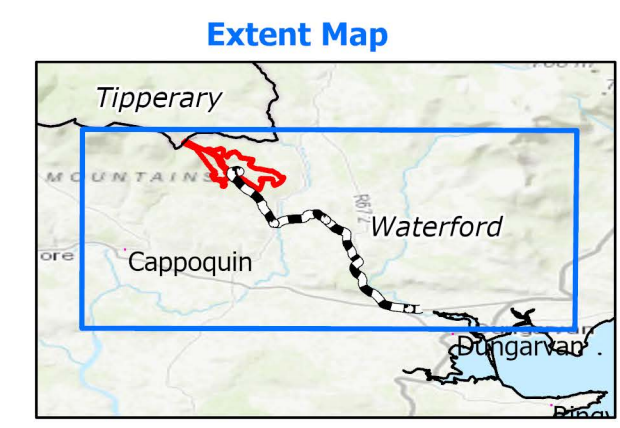 Extent Map
Tipperary
MOUNTAINS
R672
Waterford
ore
Cappoquin
Dungarvan